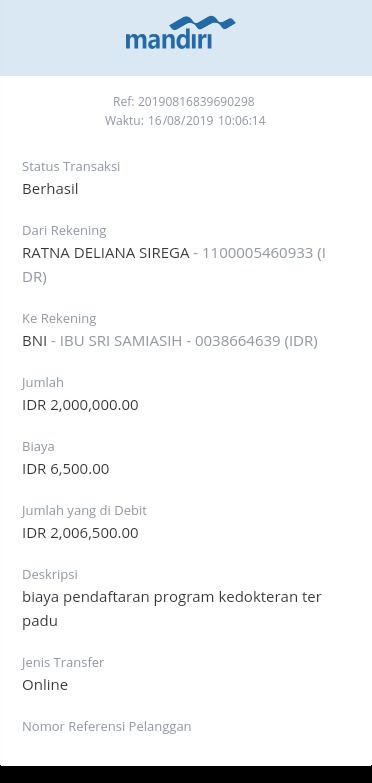 mandiri
Ref: 20190816839690298
Waktu: 16/08/2019 10:06:14
Status Transaksi
Berhasil
Dari Rekening
RATNA DELIANA SIREGA - 1100005460933 (I
DR)
Ke Rekening
BNI - IBU SRI SAMIASIH - 0038664639 (IDR)
Jumlah
IDR 2,000,000.00
Biaya
IDR 6,500.00
Jumlah yang di Debit
IDR 2,006,500.00
Deskripsi
biaya pendaftaran program kedokteran ter
padu
Jenis Transfer
Online
Nomor Referensi Pelanggan